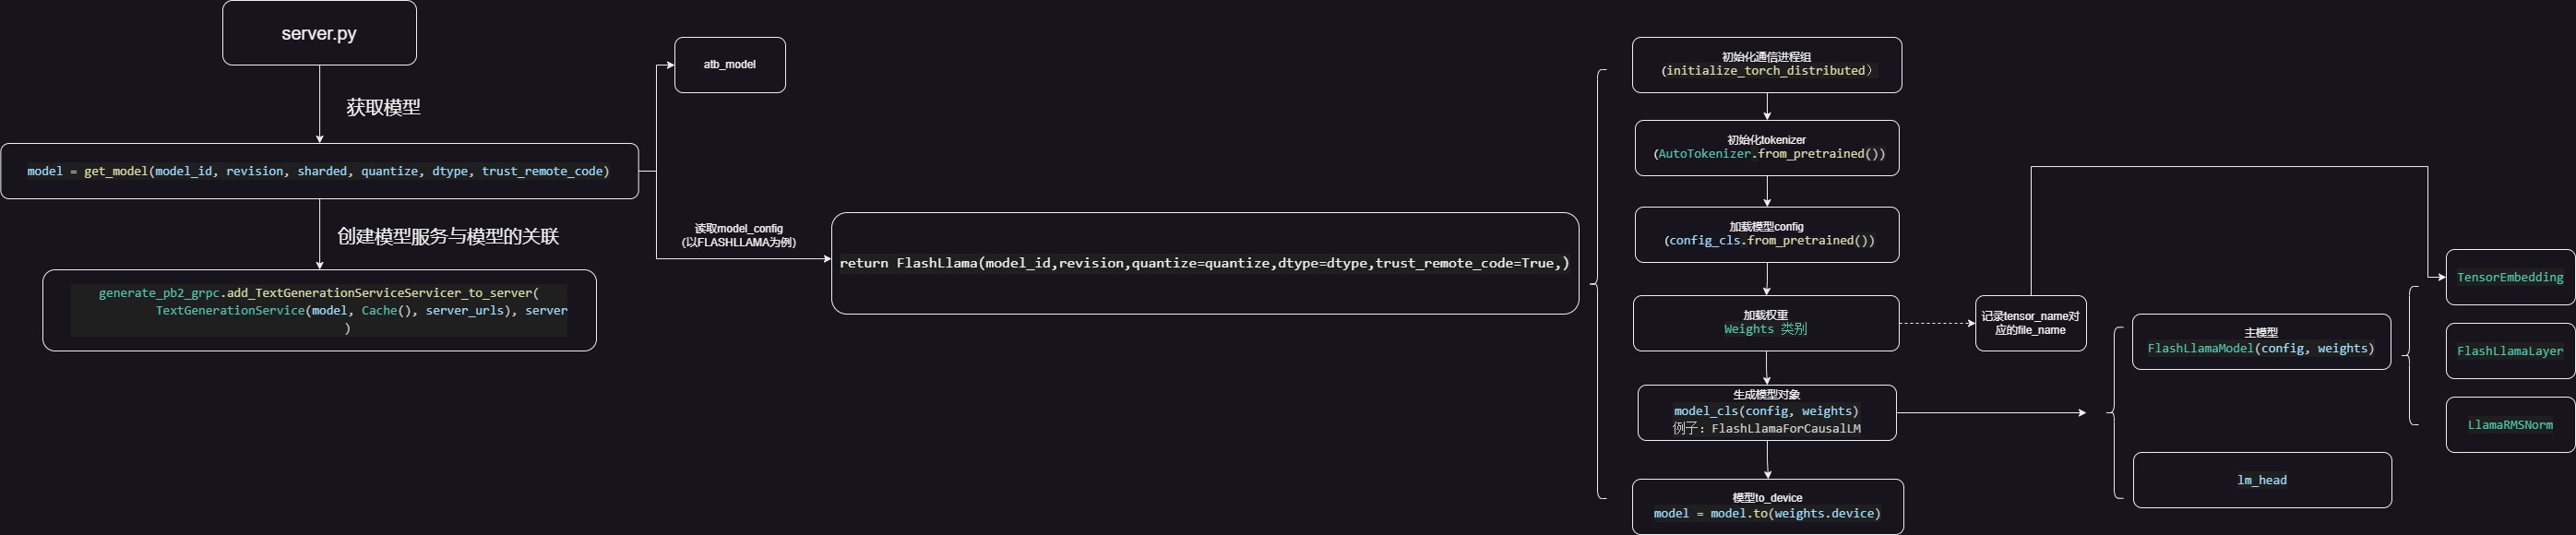 server.py
获取模型
model = get_model(model_id, revision, sharded, quantize, dtype, trust_remote_code)
创建模型服务与模型的关联
generate_pb2_grpc.add_TextGenerationServiceServicer_to_server(
TextGenerationService(model, Cache(), server_urls), server
)
atb_model
读取model_config
(以FLASHLLAMA为例)
return FlashLlama(model_id,revision,quantize=quantize,dtype=dtype,trust_remote_code=True,)
初始化通信进程组
(initialize_torch_distributed）
初始化tokenizer
(AutoTokenizer.from_pretrained())
加载模型config
(config_cls.from_pretrained())
加载权重
Weights 类别
记录tensor_name对
应的file_name
生成模型对象
model_cls(config, weights)
例子：FlashLlamaForCausalLM
模型to_device
model = model.to(weights.device)
主模型
FlashLlamaModel(config, weights)
lm_head
TensorEmbedding
FlashLlamaLayer
LlamaRMSNorm